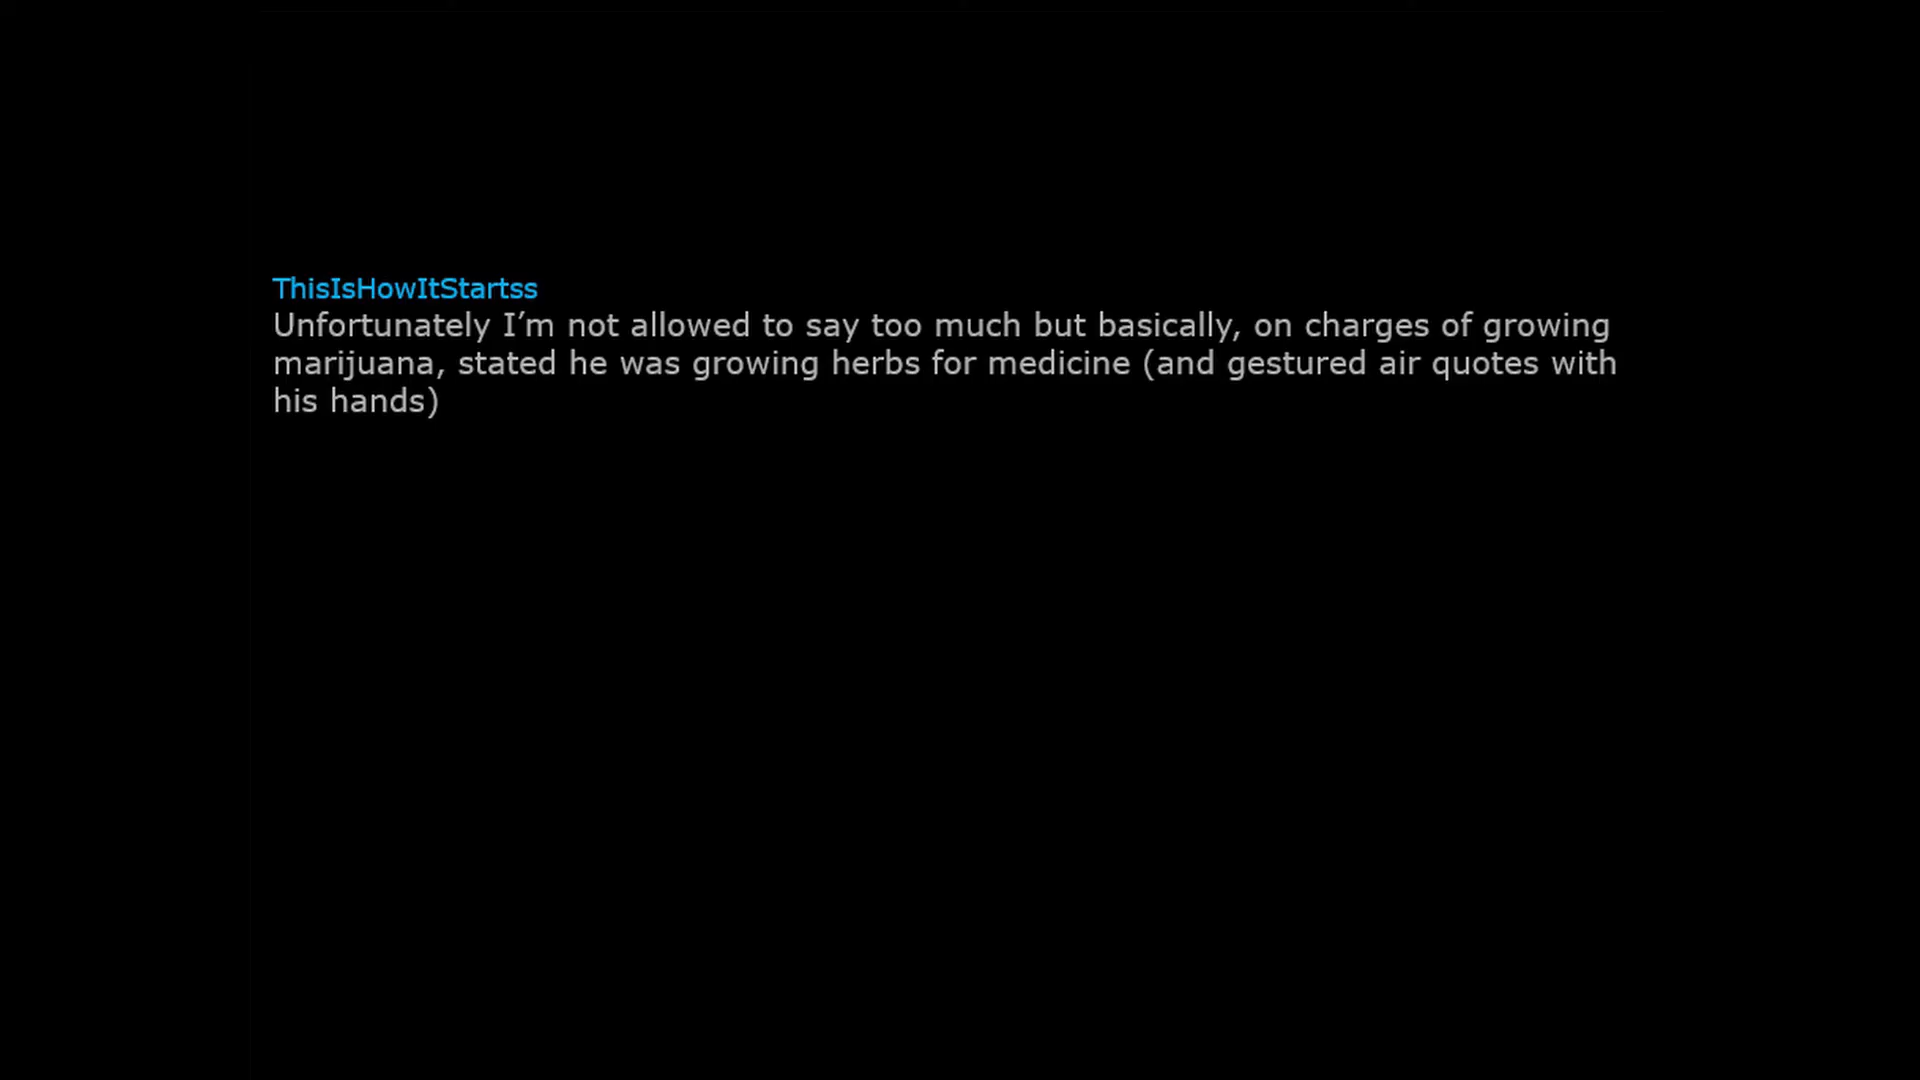 ThisIsHowItStartss
Unfortunately I’m not allowed to say too much but basically, on charges of growing
marijuana, stated he was growing herbs for medicine (and gestured air quotes with
his hands)